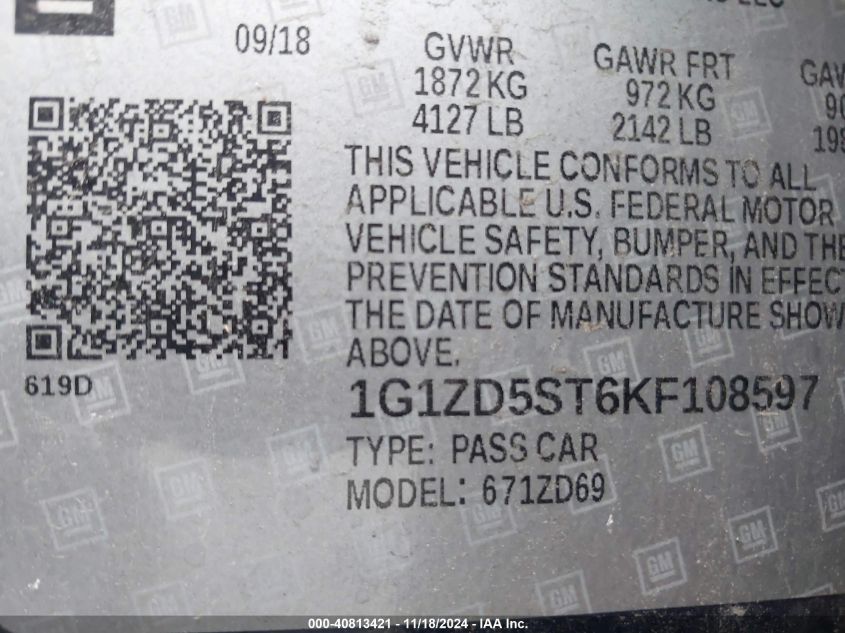 09/18
GVWR
1872 KG
4127 LB
GAWR FRT
972 KG
2142 LB
THIS VEHICLE CONFORMS TO ALL
APPLICABLE U.S. FEDERAL MOTOR
VEHICLE SAFETY, BUMPER, AND THE
PREVENTION STANDARDS IN EFFECT
THE DATE OF MANUFACTURE SHOW
ABOVE.
619D
1G1ZD5ST6KF108597
TYPE: PASS CAR
MODEL: 671ZD69
000-40813421 - 11/18/2024 - IAA Inc.